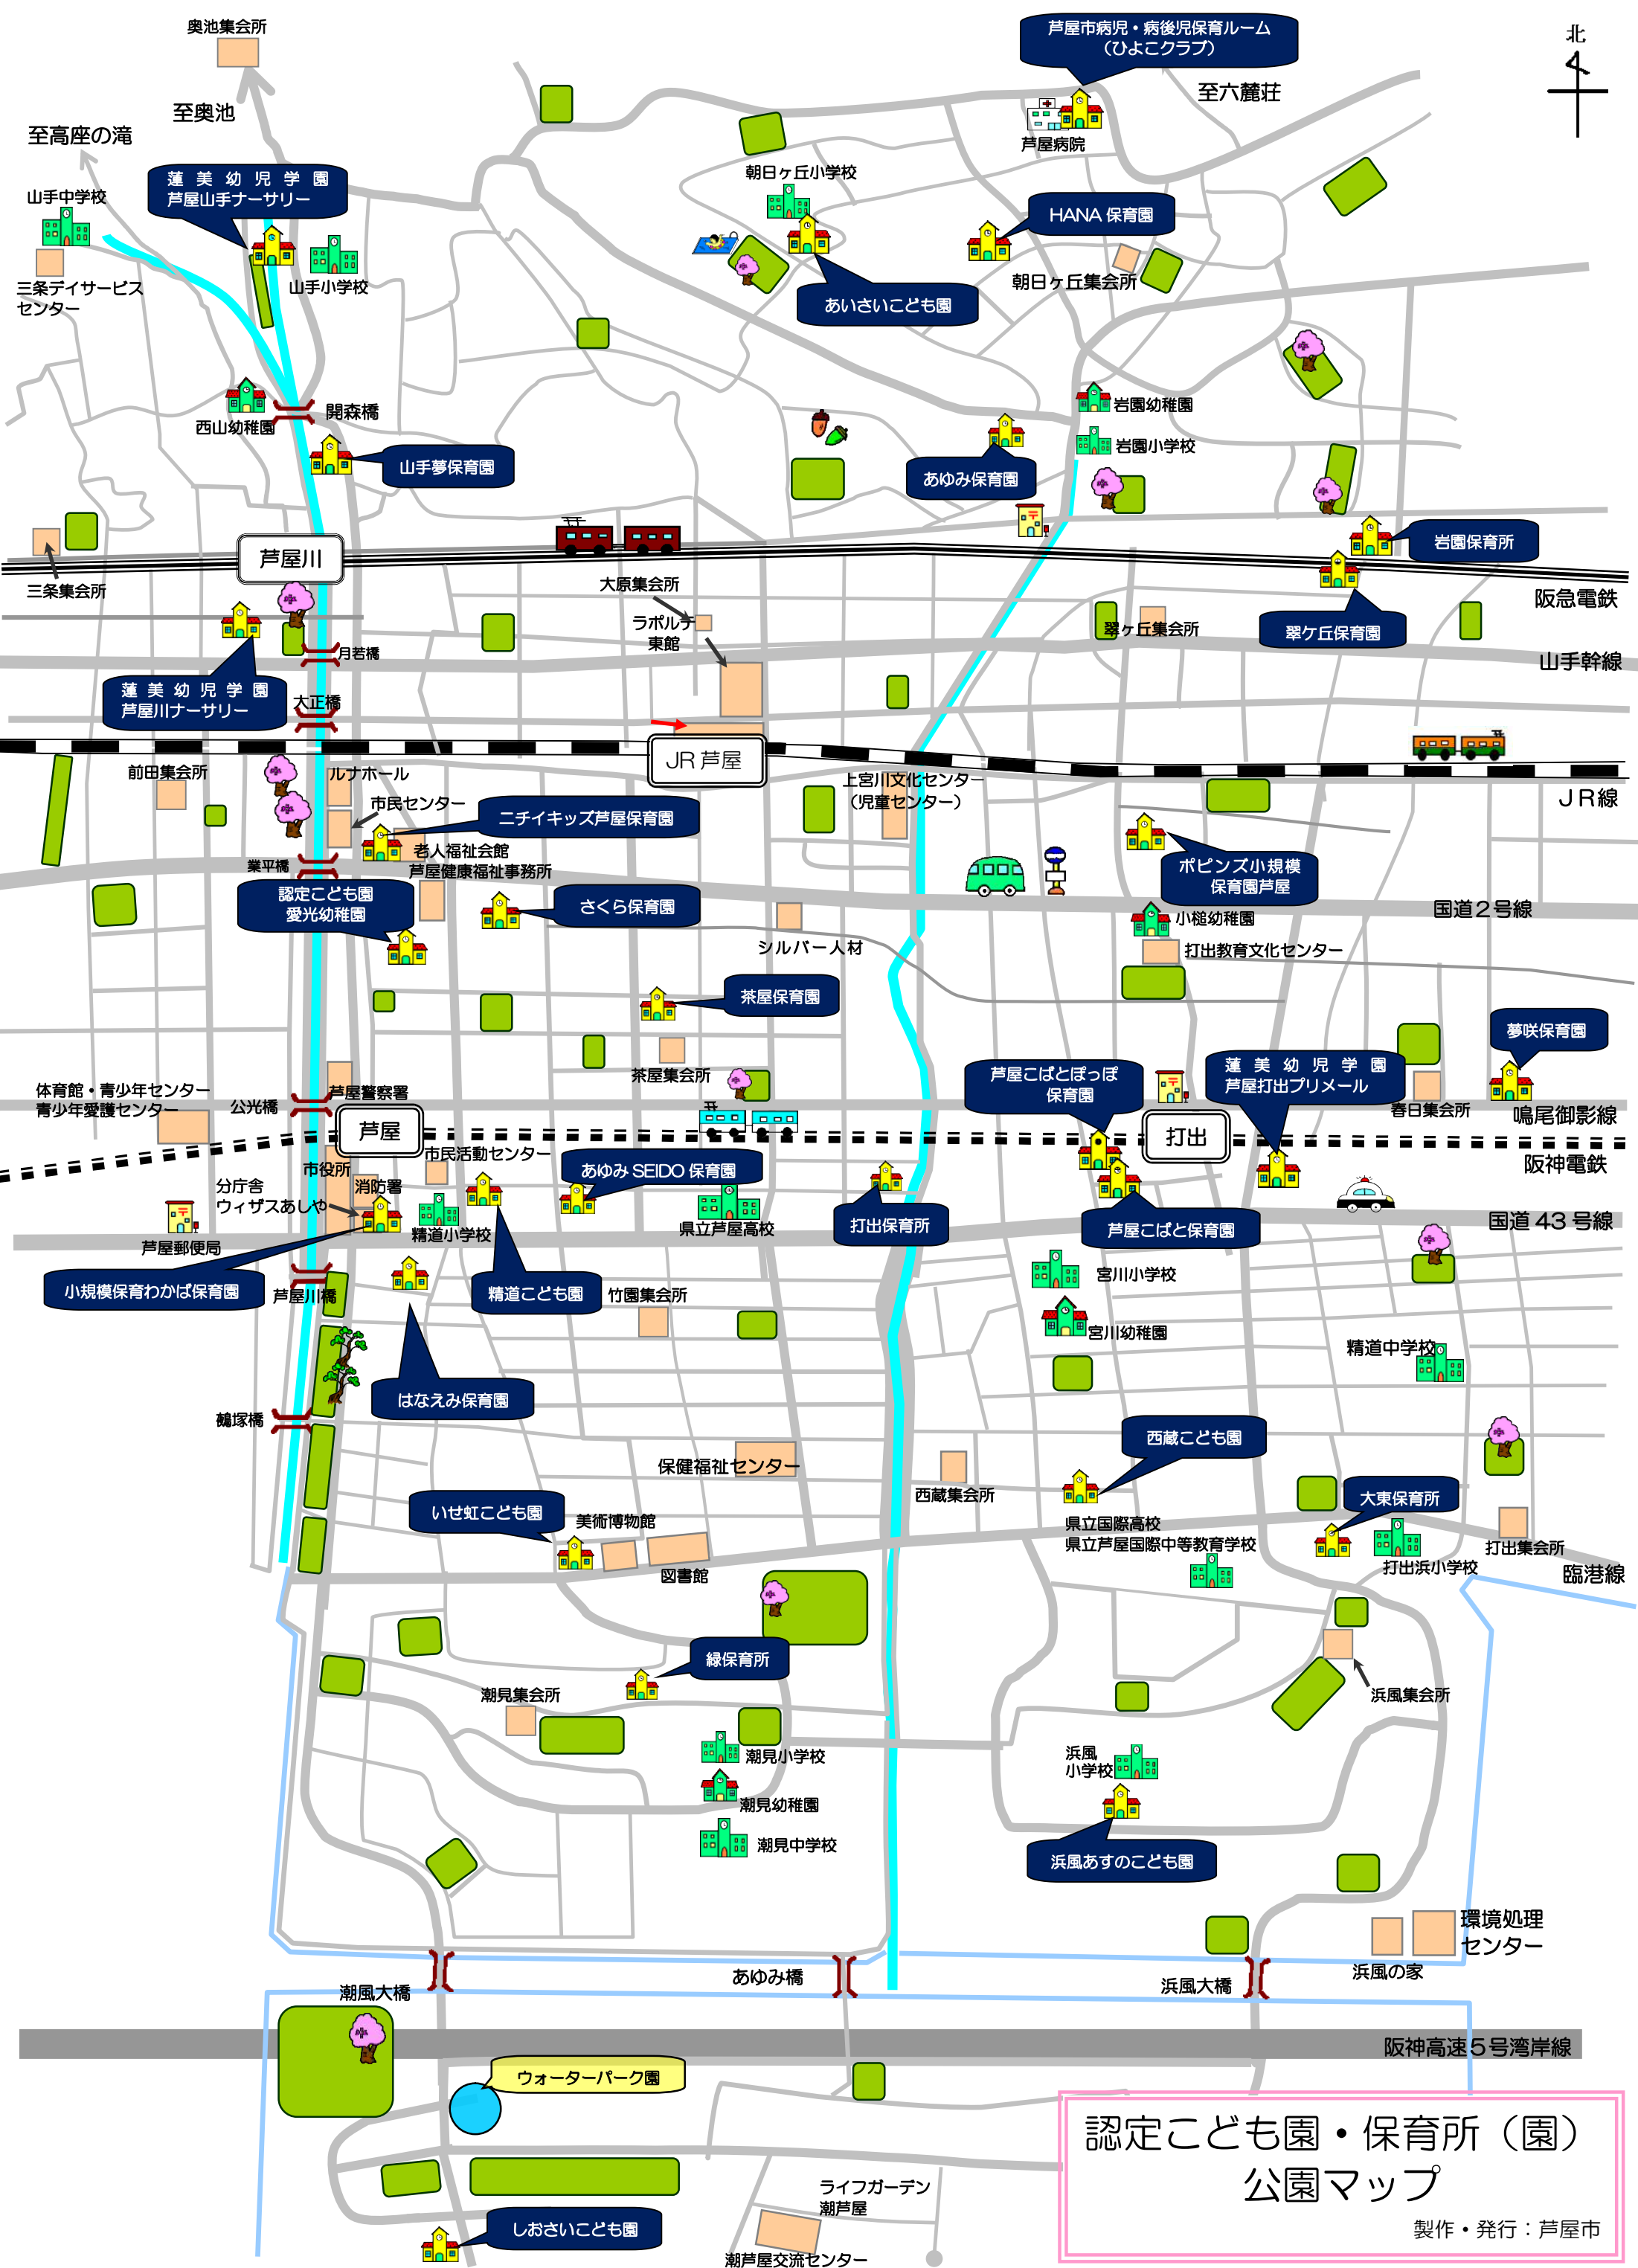 奥池集会所
芦屋市病児・病後児保育ルーム
（ひよこクラブ）
北
至奥池
至六麓荘
至高座の滝
芦屋病院
蓮美幼児学園
芦屋山手ナーサリー
朝日ヶ丘小学校
山手中学校
HANA 保育園
三条デイサービス
センター
山手小学校
朝日ヶ丘集会所
あいさいこども園
西山幼稚園
開森橋
岩園幼稚園
岩園小学校
山手夢保育園
あゆみ保育園
芦屋川
岩園保育所
三条集会所
大原集会所
阪急電鉄
ラポルテ
東館
翠ヶ丘集会所
翠ケ丘保育園
月若橋
山手幹線
蓮美幼児学園
芦屋川ナーサリー
大正橋
JR 芦屋
前田集会所
ルナホール
上宮川文化センター
（児童センター）
ＪＲ線
市民センター
ニチイキッズ芦屋保育園
老人福祉会館
芦屋健康福祉事務所
業平橋
ポピンズ小規模
保育園芦屋
認定こども園
愛光幼稚園
さくら保育園
国道２号線
小槌幼稚園
シルバー人材
打出教育文化センター
茶屋保育園
夢咲保育園
茶屋集会所
芦屋こばとぽっぽ
保育園
蓮美幼児学園
芦屋打出プリメール
体育館・青少年センター
青少年愛護センター
公光橋
芦屋警察署
春日集会所
鳴尾御影線
芦屋
打出
市民活動センター
阪神電鉄
市役所
あゆみ SEIDO 保育園
分庁舎
ウィザスあしや
消防署
芦屋郵便局
精道小学校
県立芦屋高校
打出保育所
芦屋こばと保育園
国道 43 号線
小規模保育わかば保育園
芦屋川橋
精道こども園
竹園集会所
宮川小学校
宮川幼稚園
精道中学校
はなえみ保育園
鵺塚橋
西蔵こども園
保健福祉センター
西蔵集会所
大東保育所
いせ虹こども園
美術博物館
県立国際高校
県立芦屋国際中等教育学校
打出集会所
打出浜小学校
図書館
臨港線
緑保育所
潮見集会所
浜風集会所
潮見小学校
浜風
小学校
潮見幼稚園
潮見中学校
浜風あすのこども園
環境処理
センター
浜風の家
潮風大橋
あゆみ橋
浜風大橋
阪神高速５号湾岸線
ウォーターパーク園
認定こども園・保育所（園）
公園マップ
製作・発行：芦屋市
ライフガーデン
潮芦屋
しおさいこども園
潮芦屋交流センター